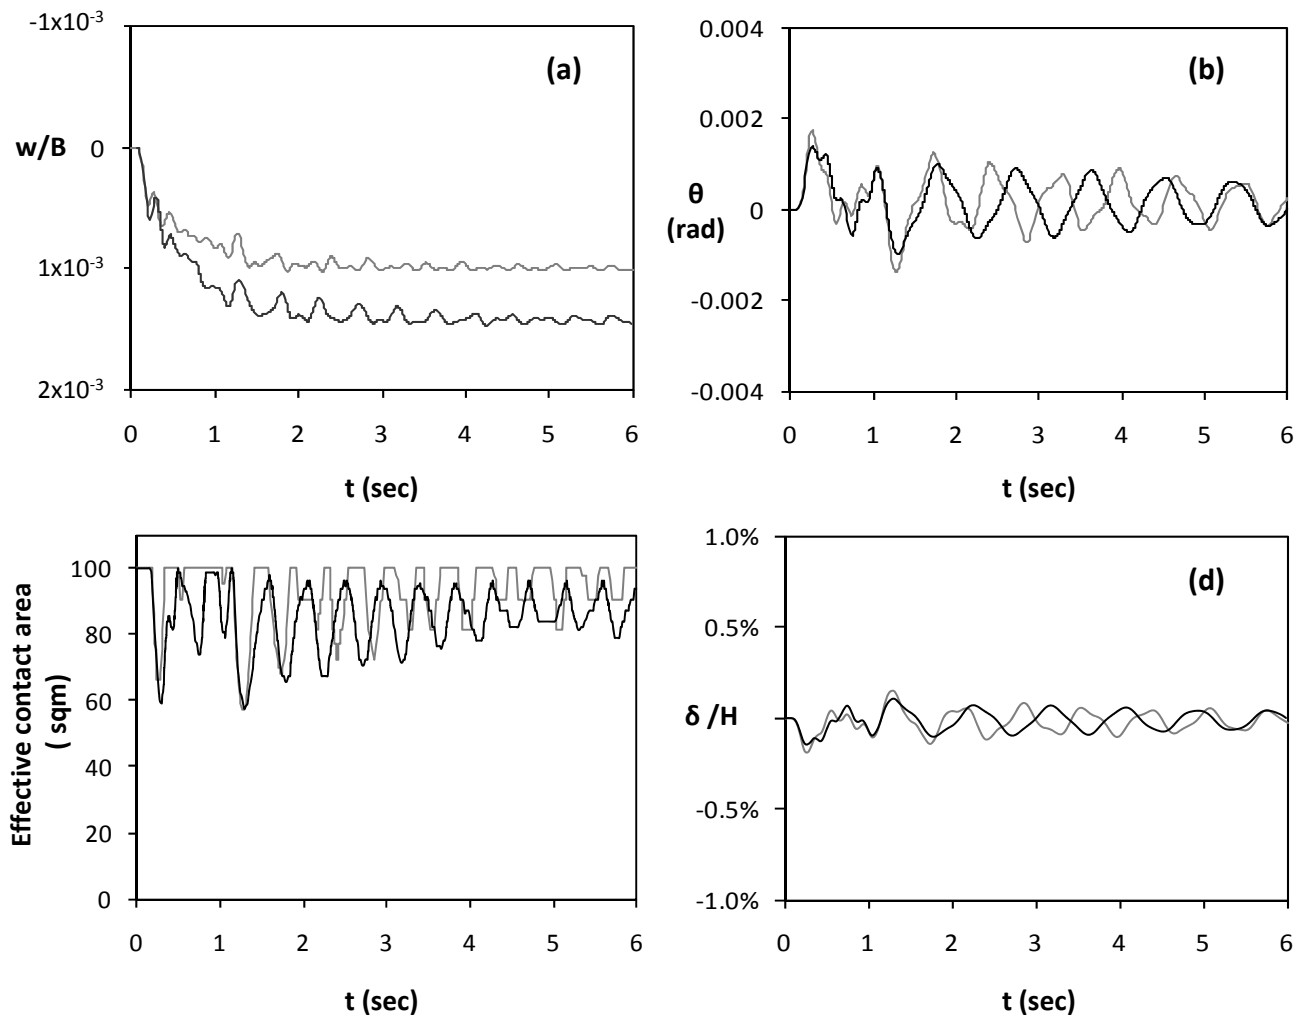 -1x10-3
(a)
w/B
0
1x10-3
2x10-3
0 1 2 3 4 5 6
t (sec)
0.004
(b)
0.002
θ
(rad)
0
-0.002
-0.004
0 1 2 3 4 5 6
t (sec)
Effective contact area
( sqm)
100
80
60
40
20
0
0 1 2 3 4 5 6
t (sec)
1.0%
(d)
0.5%
δ /H
-0.5%
-1.0%
0 1 2 3 4 5 6
t (sec)